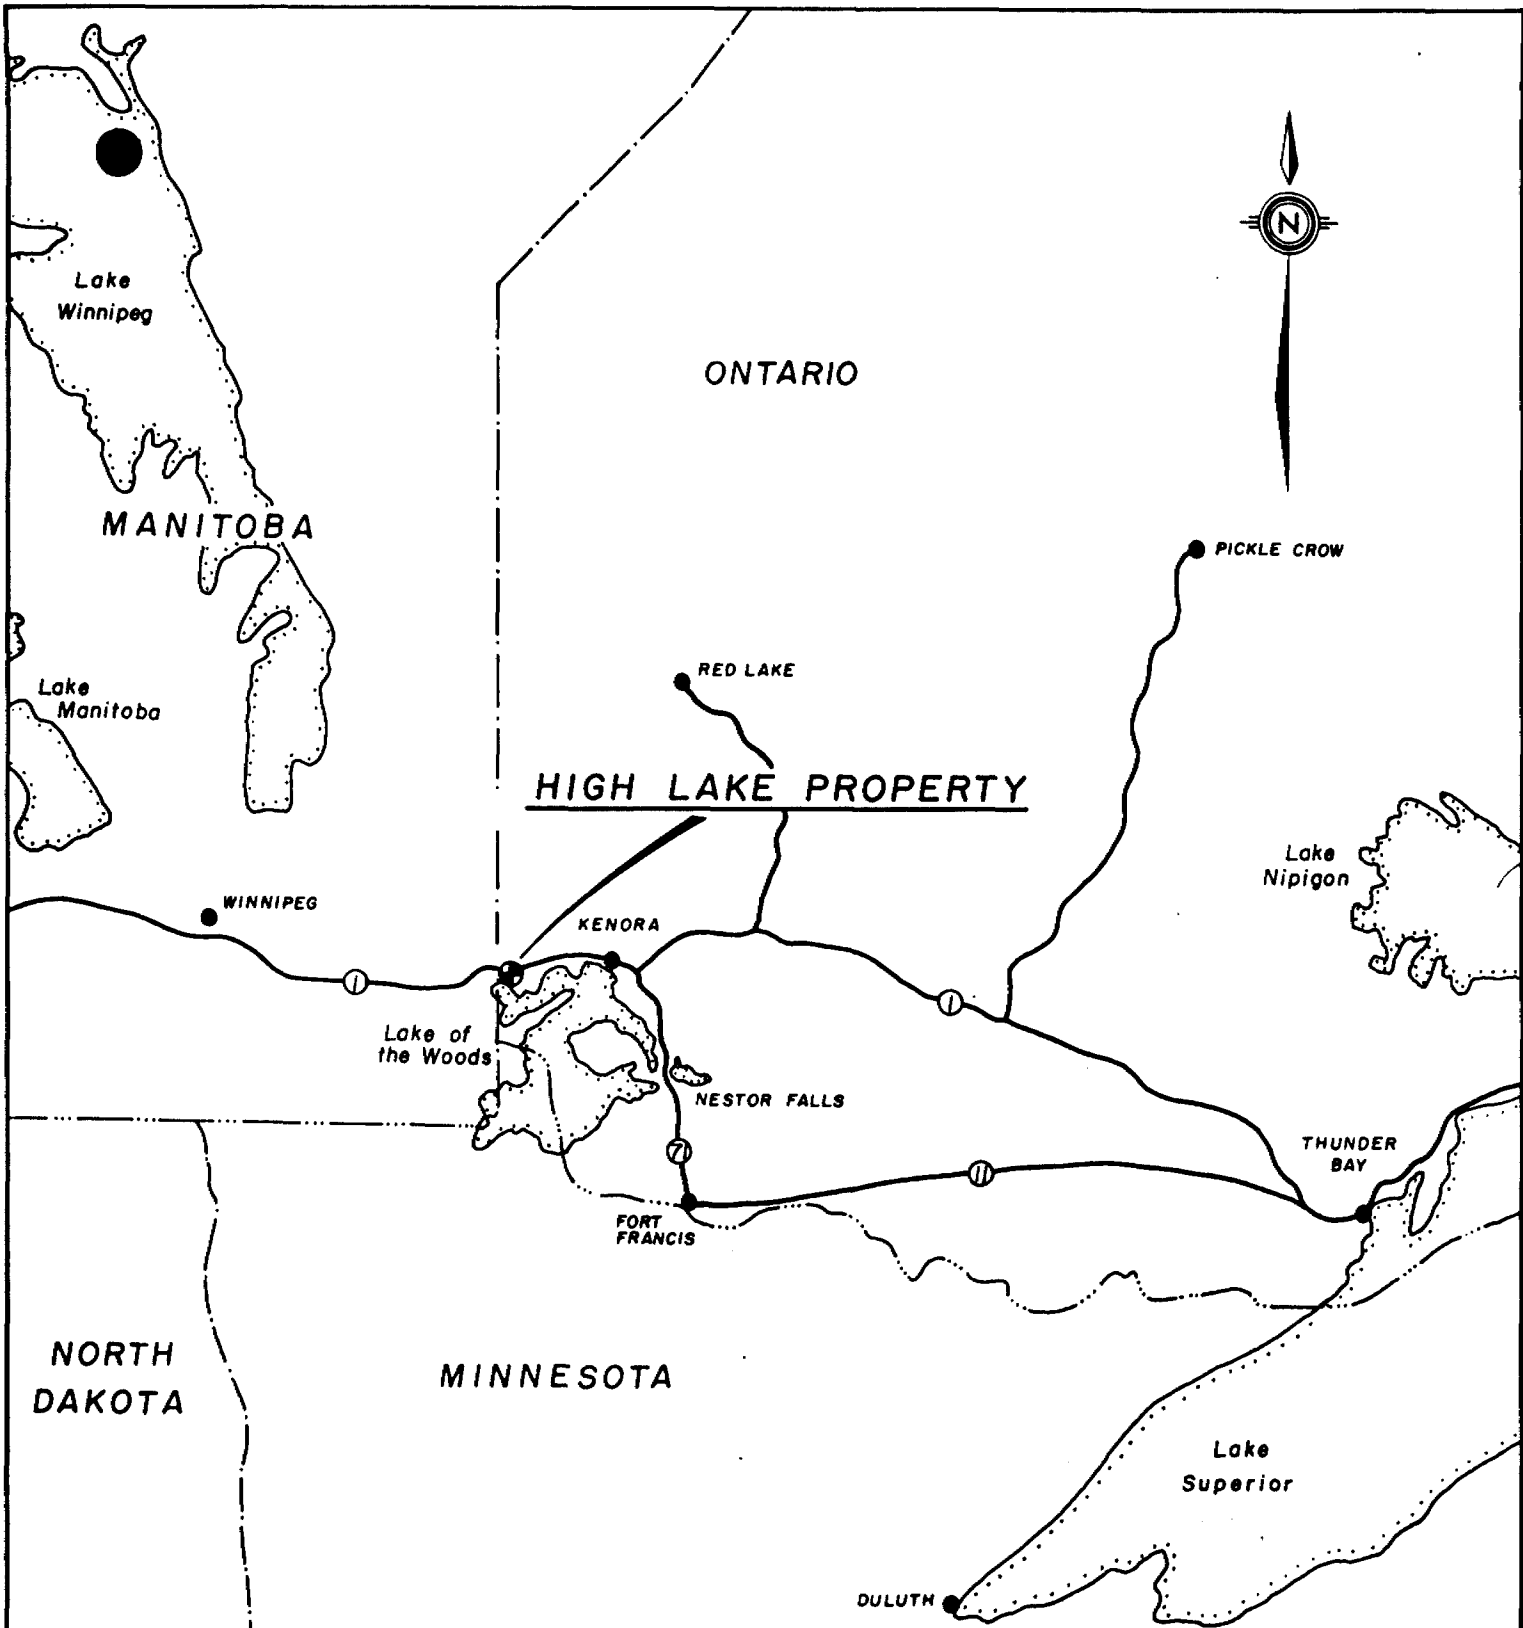 N
Lake
Winnipeg
ONTARIO
MANITOBA
PICKLE CROW
RED LAKE
Lake
Manitoba
HIGH LAKE PROPERTY
Lake
Nipigon
WINNIPEG
KENORA
1
1
Lake of
the Woods
NESTOR FALLS
71
THUNDER
BAY
11
FORT
FRANCIS
NORTH
DAKOTA
MINNESOTA
Lake
Superior
DULUTH